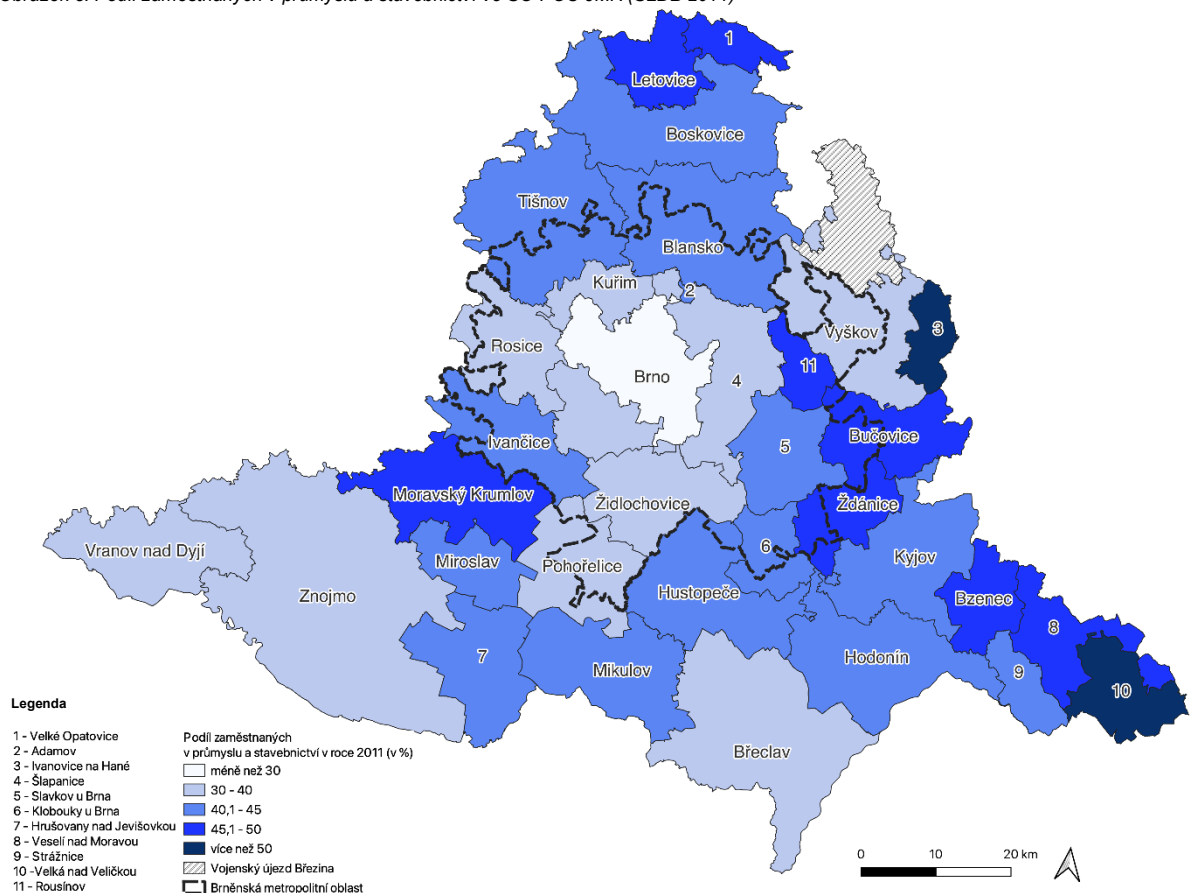 Letovice
1
Boskovice
Tišnov
Blansko
Kuřim
2
Vyškov
3
Rosice
Brno
4
11
Ivančice
5
Bučovice
Moravský Krumlov
Židlochovice
Ždánice
Vranov nad Dyjí
Miroslav
Pohořelice
6
Kyjov
Znojmo
Hustopeče
Bzenec
8
7
Mikulov
Hodonín
9
10
Břeclav
Legenda
1 - Velké Opatovice
2 - Adamov
3 - Ivanovice na Hané
4 - Šlapanice
5 - Slavkov u Brna
6 - Klobouky u Brna
7 - Hrušovany nad Jevišovkou
8 - Veselí nad Moravou
9 - Strážnice
10 -Velká nad Veličkou
11 - Rousínov
Podíl zaměstnaných
v průmyslu a stavebnictví v roce 2011 (v %)
méně než 30
30 - 40
40,1 - 45
45,1 - 50
více než 50
Vojenský újezd Březina
Brněnská metropolitní oblast
0 10 20 km